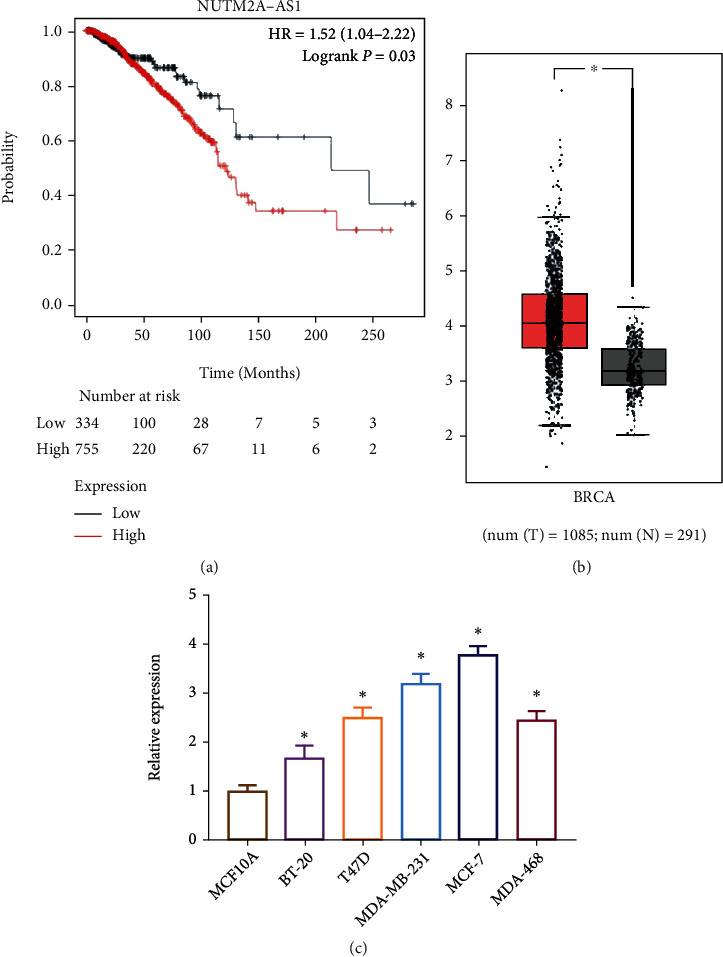 NUTM2A–AS1
HR = 1.52 (1.04–2.22)
Logrank P = 0.03
Probability
1.0
0.8
0.6
0.4
0.2
0.0
0 50 100 150 200 250
Time (Months)
Number at risk
Low 334 100 28 7 5 3
High 755 220 67 11 6 2
Expression
Low
High
(a)
*
8
7
6
5
4
3
2
BRCA
(num (T) = 1085; num (N) = 291)
(b)
Relative expression
5
4
3
2
1
0
* * * * *
MCF10A BT-20 T47D MDA-MB-231 MCF-7 MDA-468
(c)